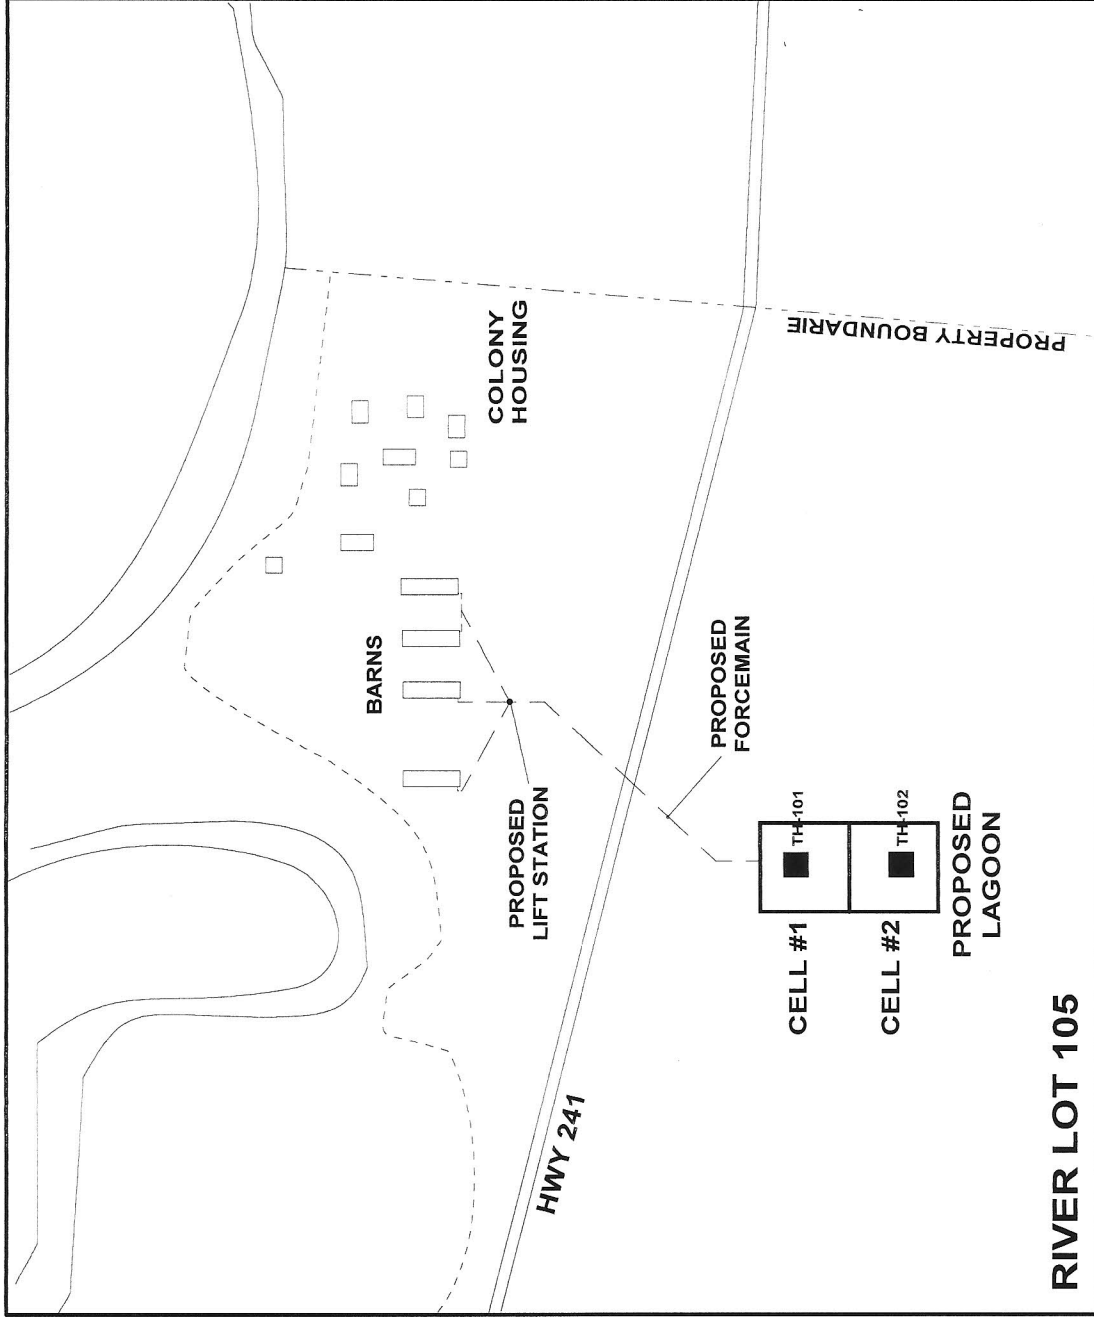 COLONY
HOUSING
BARNS
PROPERTY BOUNDARIE
PROPOSED
LIFT STATION
PROPOSED
FORCEMAIN
HWY 241
TH-101
CELL #1
TH-102
CELL #2
PROPOSED
LAGOON
RIVER LOT 105